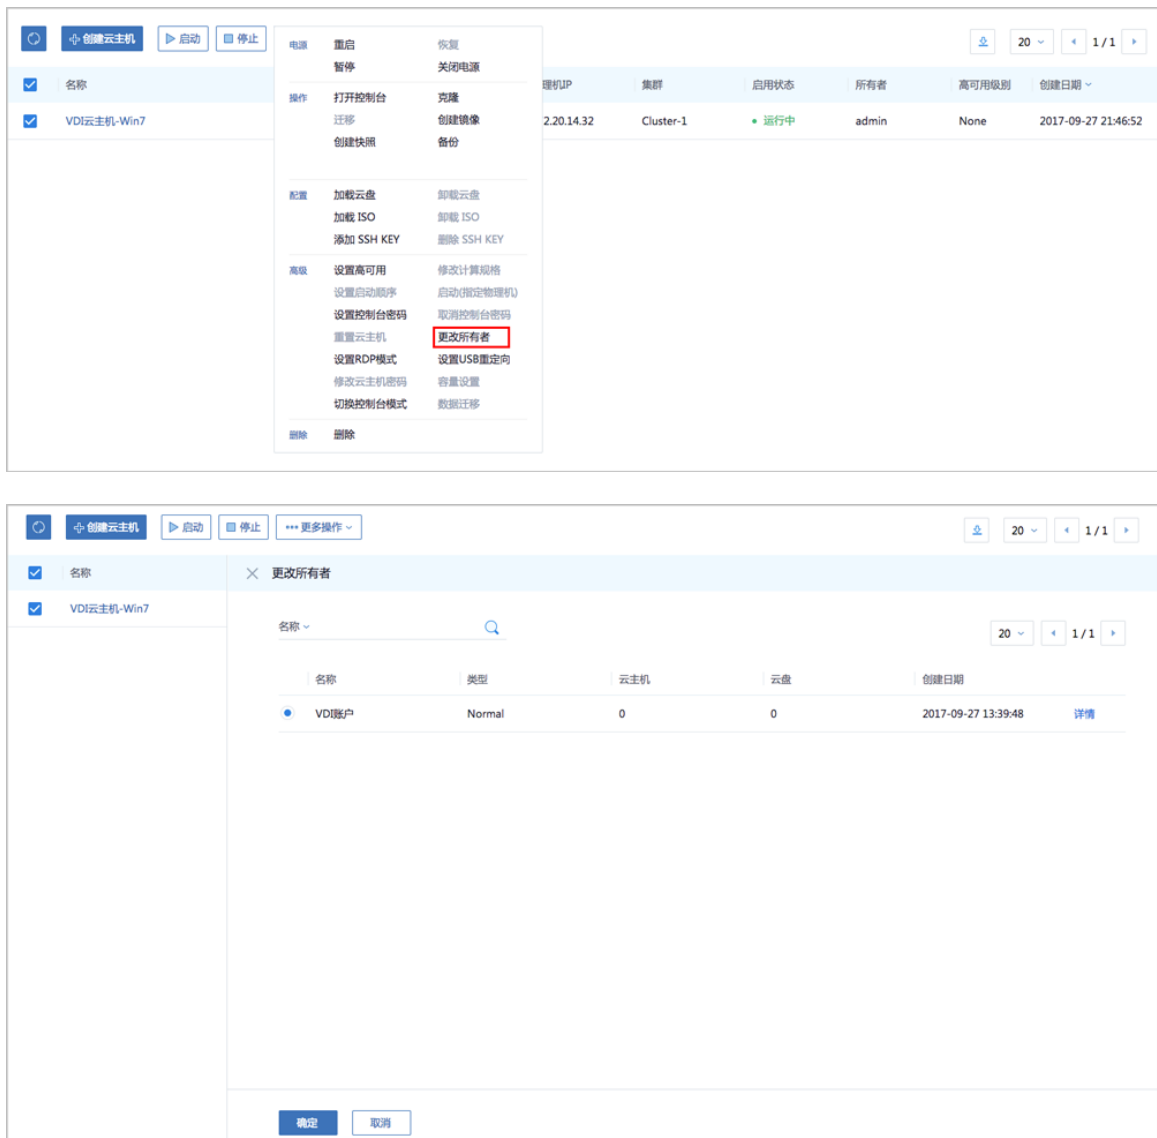 创建云主机 启动 停止 20 1 / 1
名称 理机IP 集群 启用状态 所有者 高可用级别 创建日期
VDI云主机-Win7 2.20.14.32 Cluster-1 运行中 admin None 2017-09-27 21:46:52
电源 重启 恢复
暂停 关闭电源
操作 打开控制台 克隆
迁移 创建镜像
创建快照 备份
配置 加载云盘 卸载云盘
加载 ISO 卸载 ISO
添加 SSH KEY 删除 SSH KEY
高级 设置高可用 修改计算规格
设置启动顺序 启动(指定物理机)
设置控制台密码 取消控制台密码
重置云主机 更改所有者
设置RDP模式 设置USB重定向
修改云主机密码 容量设置
切换控制台模式 数据迁移
删除 删除
创建云主机 启动 停止 更多操作 20 1 / 1
名称 更改所有者
VDI云主机-Win7
名称 20 1 / 1
名称 类型 云主机 云盘 创建日期
VDI账户 Normal 0 0 2017-09-27 13:39:48 详情
确定 取消